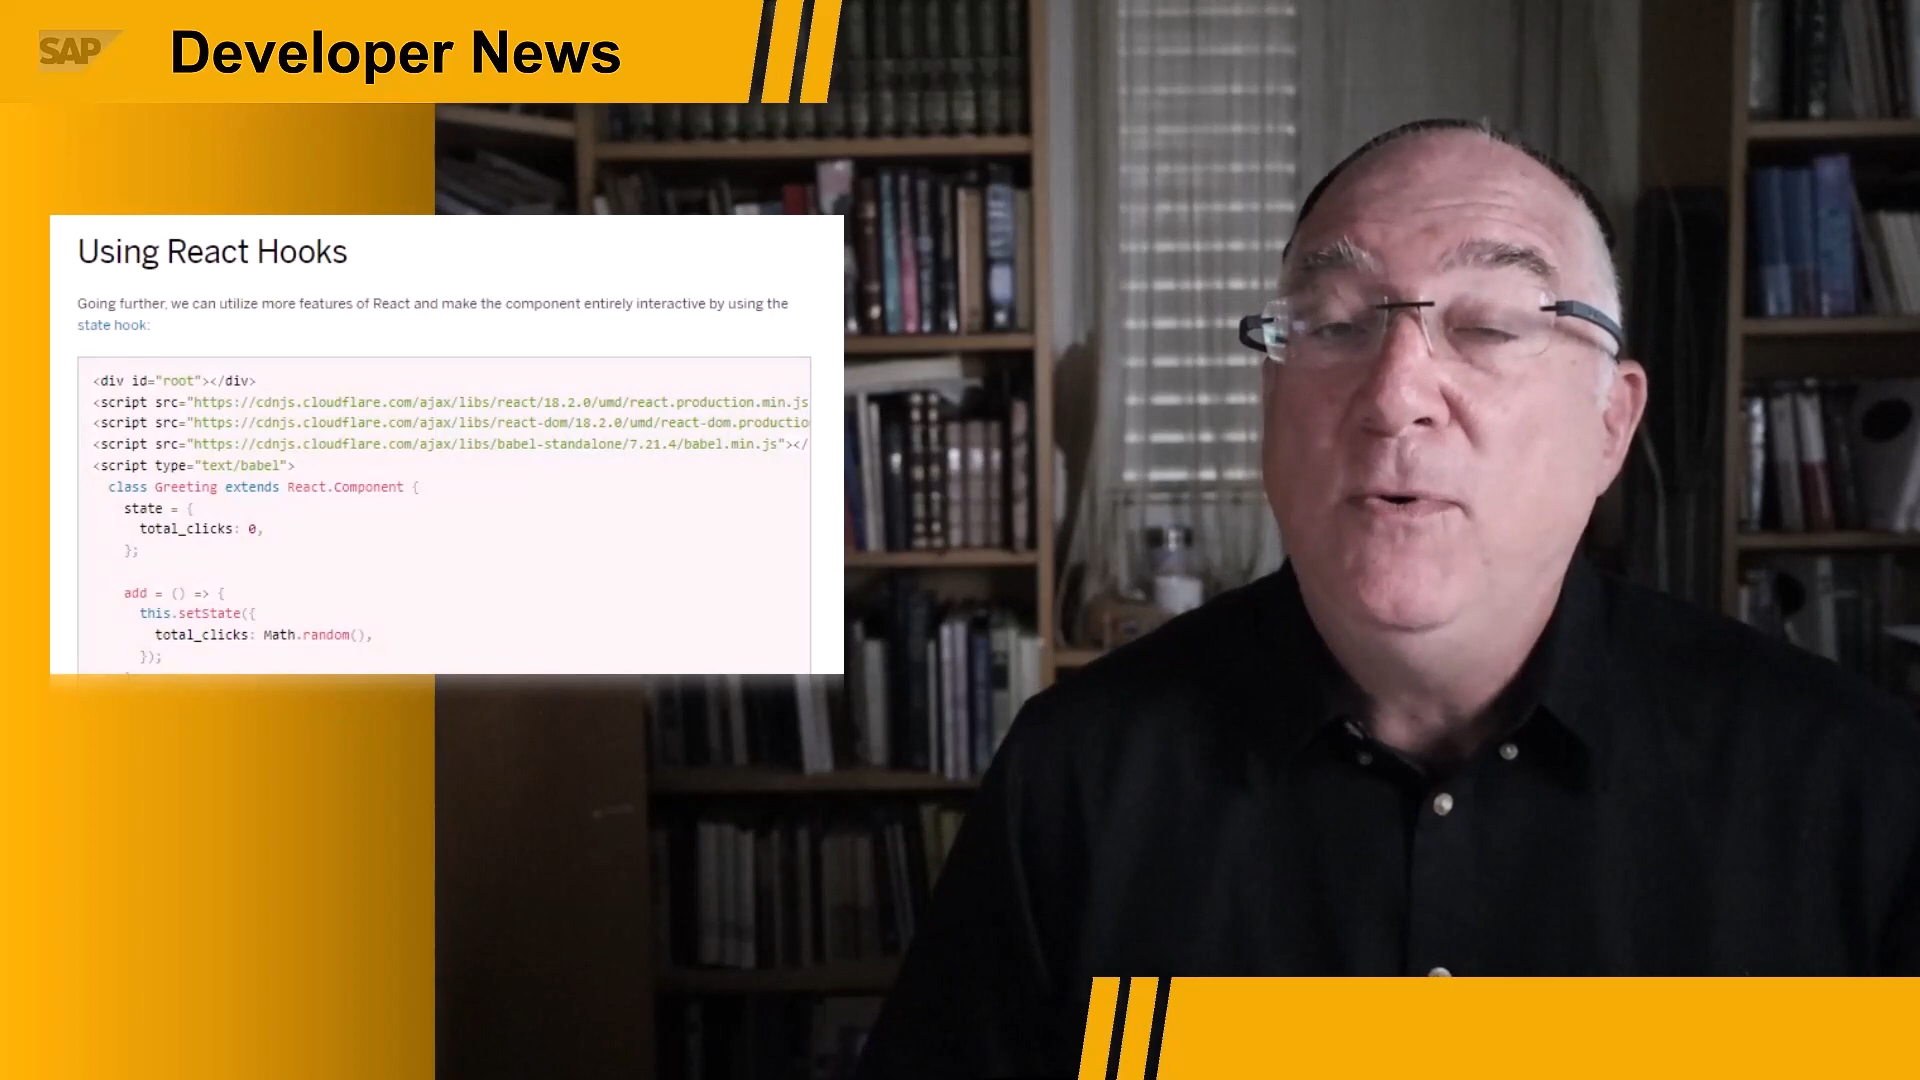 SAP
Developer News
Using React Hooks
Going further, we can utilize more features of React and make the component entirely interactive by using the
state hook:
<div id="root"></div>
<script src="https://cdnjs.cloudflare.com/ajax/libs/react/18.2.0/umd/react.production.min.js
<script src="https://cdnjs.cloudflare.com/ajax/libs/react-dom/18.2.0/umd/react-dom.productio
<script src="https://cdnjs.cloudflare.com/ajax/libs/babel-standalone/7.21.4/babel.min.js"></
<script type="text/babel">
class Greeting extends React.Component {
state = {
total_clicks: 0,
};
add = () => {
this.setState({
total_clicks: Math.random(),
});